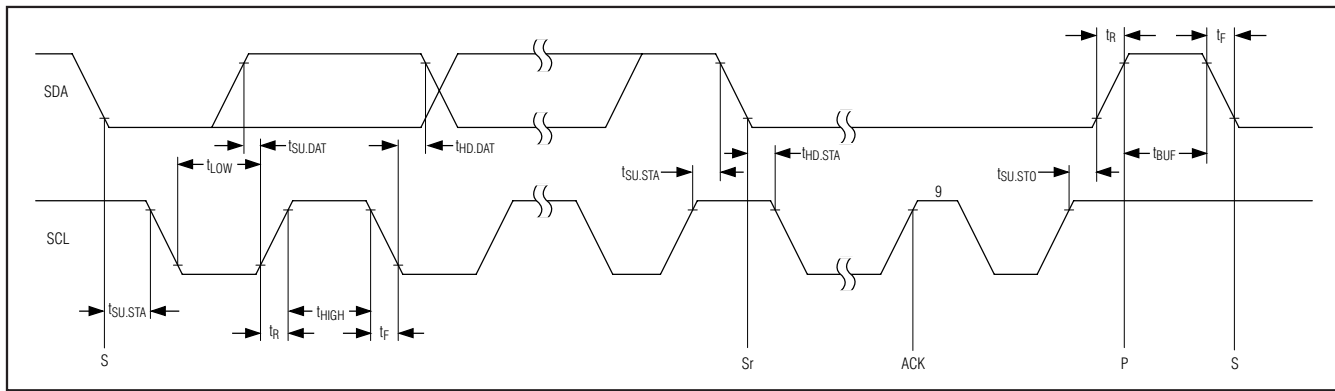 tR
tF
SDA
tSU.DAT
tHD.DAT
tHD.STA
tLOW
tBUF
tSU.STA
tSU.STO
9
SCL
tSU.STA
tHIGH
tR
tF
S
Sr
ACK
P
S